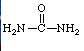 O
H₂N NH₂